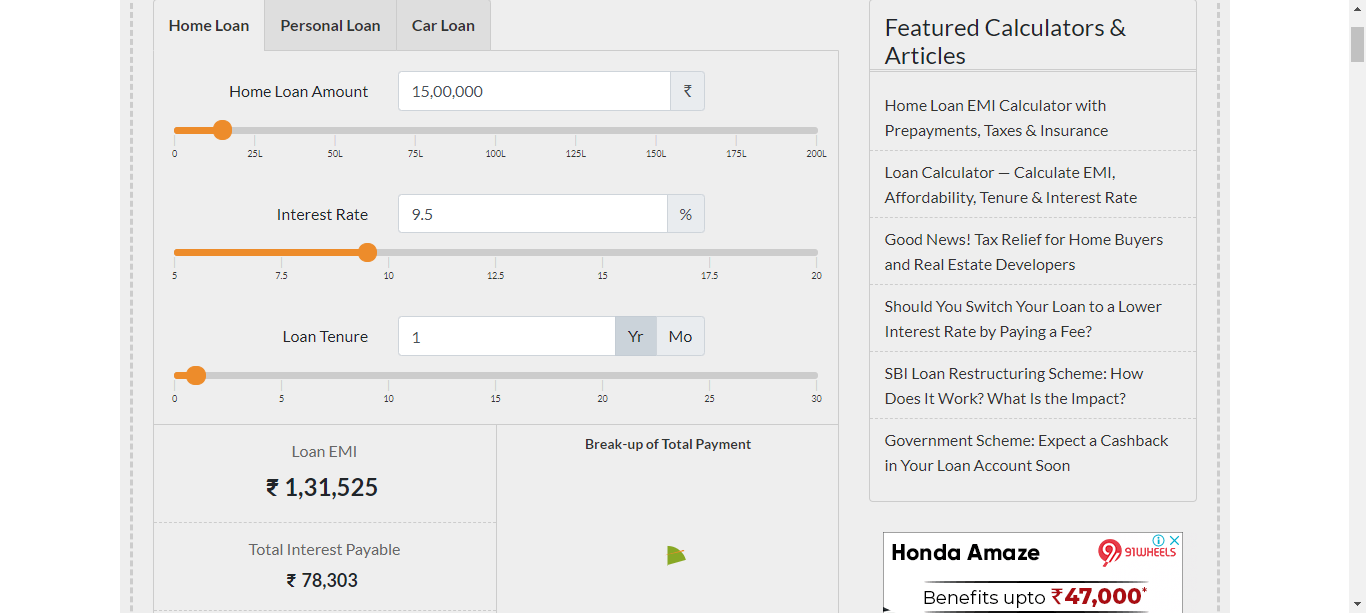 Home Loan
Personal Loan
Car Loan
Home Loan Amount
15,00,000
₹
0
25L
50L
75L
100L
125L
150L
175L
200L
Interest Rate
9.5
%
5
7.5
10
12.5
15
17.5
20
Loan Tenure
1
Yr
Mo
0
5
10
15
20
25
30
Loan EMI
₹ 1,31,525
Total Interest Payable
₹ 78,303
Break-up of Total Payment
Featured Calculators &
Articles
Home Loan EMI Calculator with
Prepayments, Taxes & Insurance
Loan Calculator — Calculate EMI,
Affordability, Tenure & Interest Rate
Good News! Tax Relief for Home Buyers
and Real Estate Developers
Should You Switch Your Loan to a Lower
Interest Rate by Paying a Fee?
SBI Loan Restructuring Scheme: How
Does It Work? What Is the Impact?
Government Scheme: Expect a Cashback
in Your Loan Account Soon
Honda Amaze
91WHEELS
Benefits upto ₹47,000*